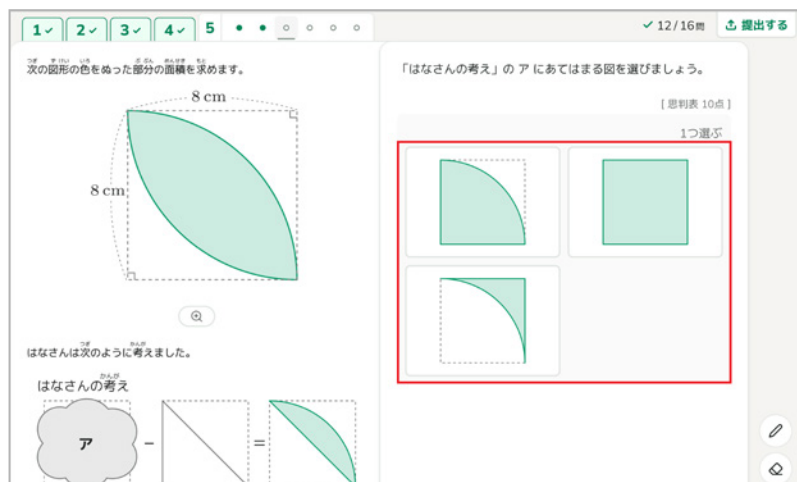 1✓ 2✓ 3✓ 4✓ 5
✓ 12/16問 提出する
次の図形の色をぬった部分の面積を求めます。
8 cm
8 cm
はなさんは次のように考えました。
はなさんの考え
ア − =
「はなさんの考え」の ア にあてはまる図を選びましょう。
[ 思判表 10点 ]
1つ選ぶ